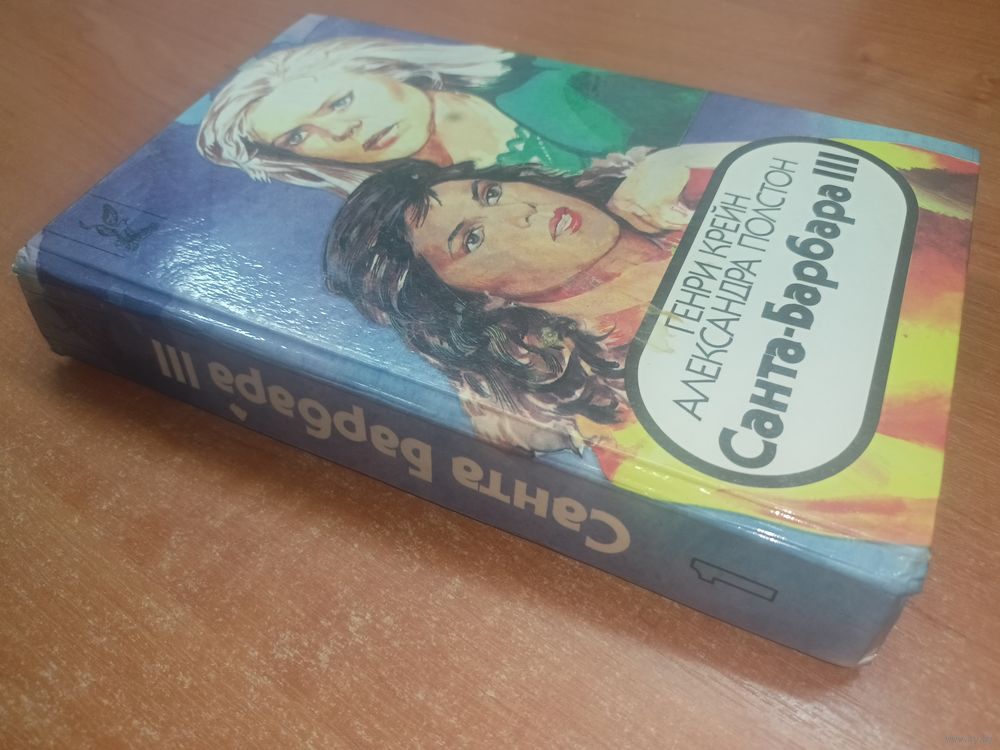 ГЕНРИ КРЕЙН
АЛЕКСАНДРА ПОЛСТОН
Санта-Барбара III
Санта Барбара III
1